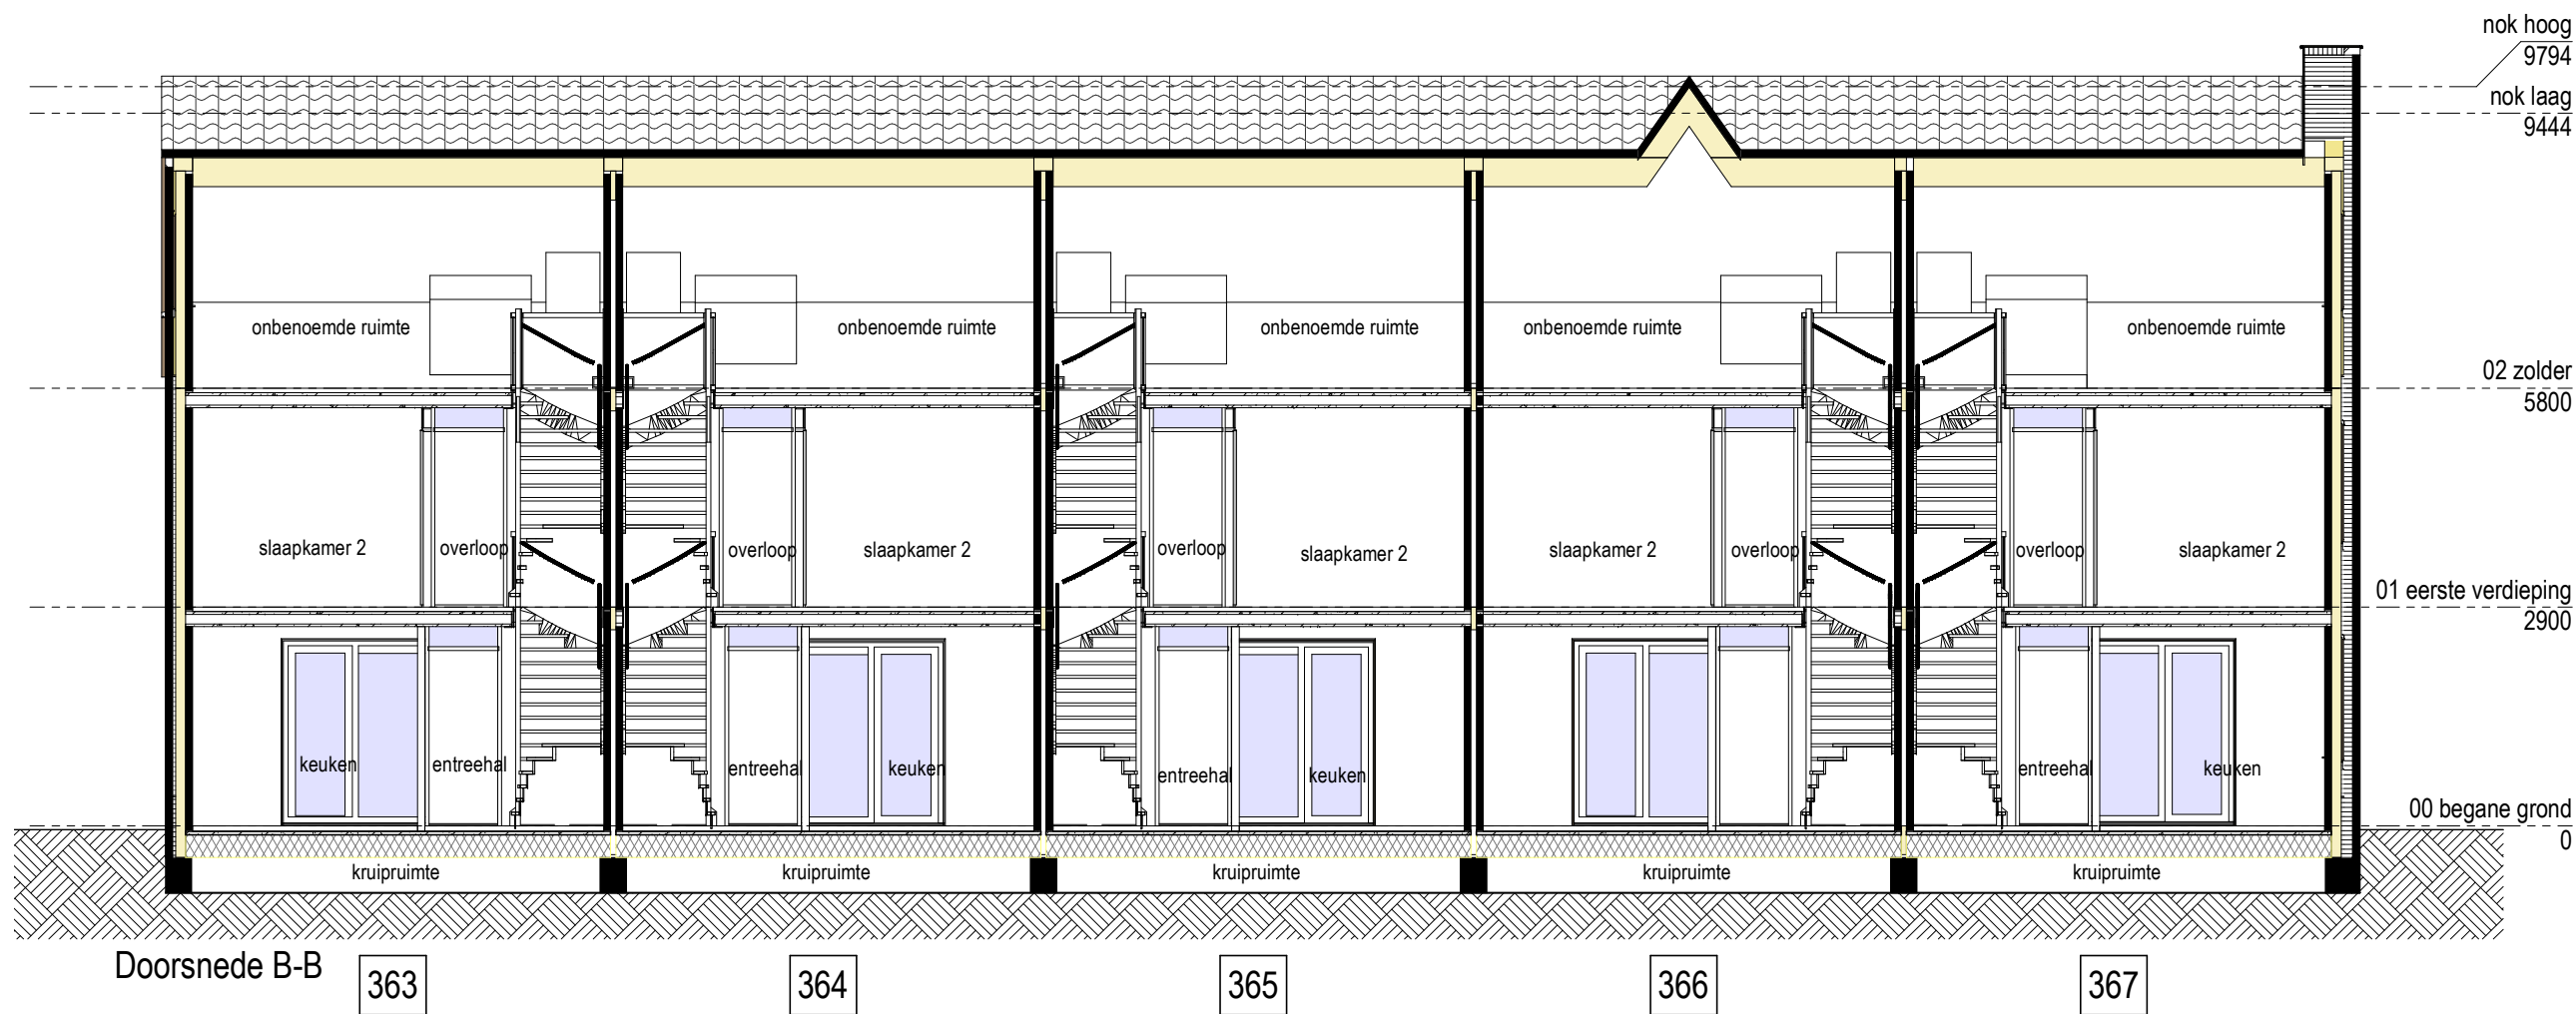 nok hoog
9794
nok laag
9444
onbenoemde ruimte
onbenoemde ruimte
onbenoemde ruimte
onbenoemde ruimte
onbenoemde ruimte
02 zolder
5800
slaapkamer 2
overloop
overloop
slaapkamer 2
overloop
slaapkamer 2
slaapkamer 2
overloop
overloop
slaapkamer 2
01 eerste verdieping
2900
keuken
entreehal
entreehal
keuken
entreehal
keuken
entreehal
keuken
00 begane grond
0
kruipruimte
kruipruimte
kruipruimte
kruipruimte
kruipruimte
Doorsnede B-B
363
364
365
366
367